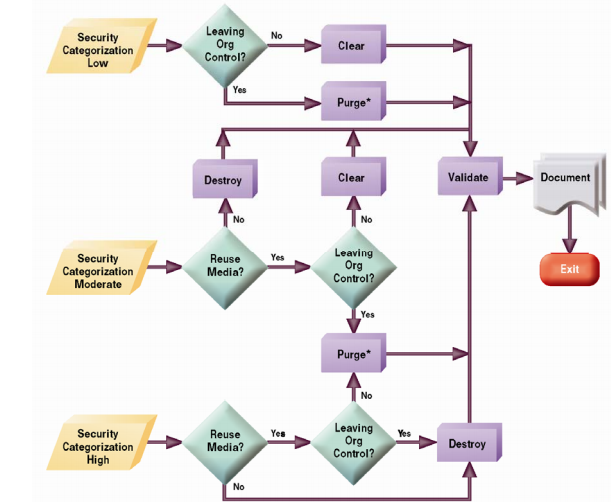 Security
Categorization
Low
Leaving
Org
Control?
No
Clear
Yes
Purge*
Destroy
Clear
Validate
Document
No
No
Security
Categorization
Moderate
Reuse
Media?
Yes
Leaving
Org
Control?
Exit
Yes
Purge*
No
Security
Categorization
High
Reuse
Media?
Yes
Leaving
Org
Control?
Yes
Destroy
No